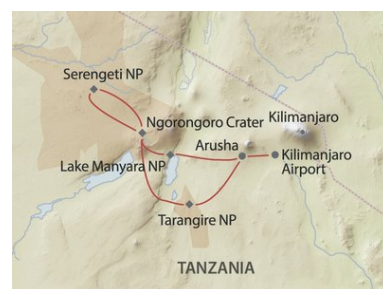 Serengeti NP
Ngorongoro Crater
Kilimanjaro
Arusha
Kilimanjaro
Airport
Lake Manyara NP
Tarangire NP
TANZANIA